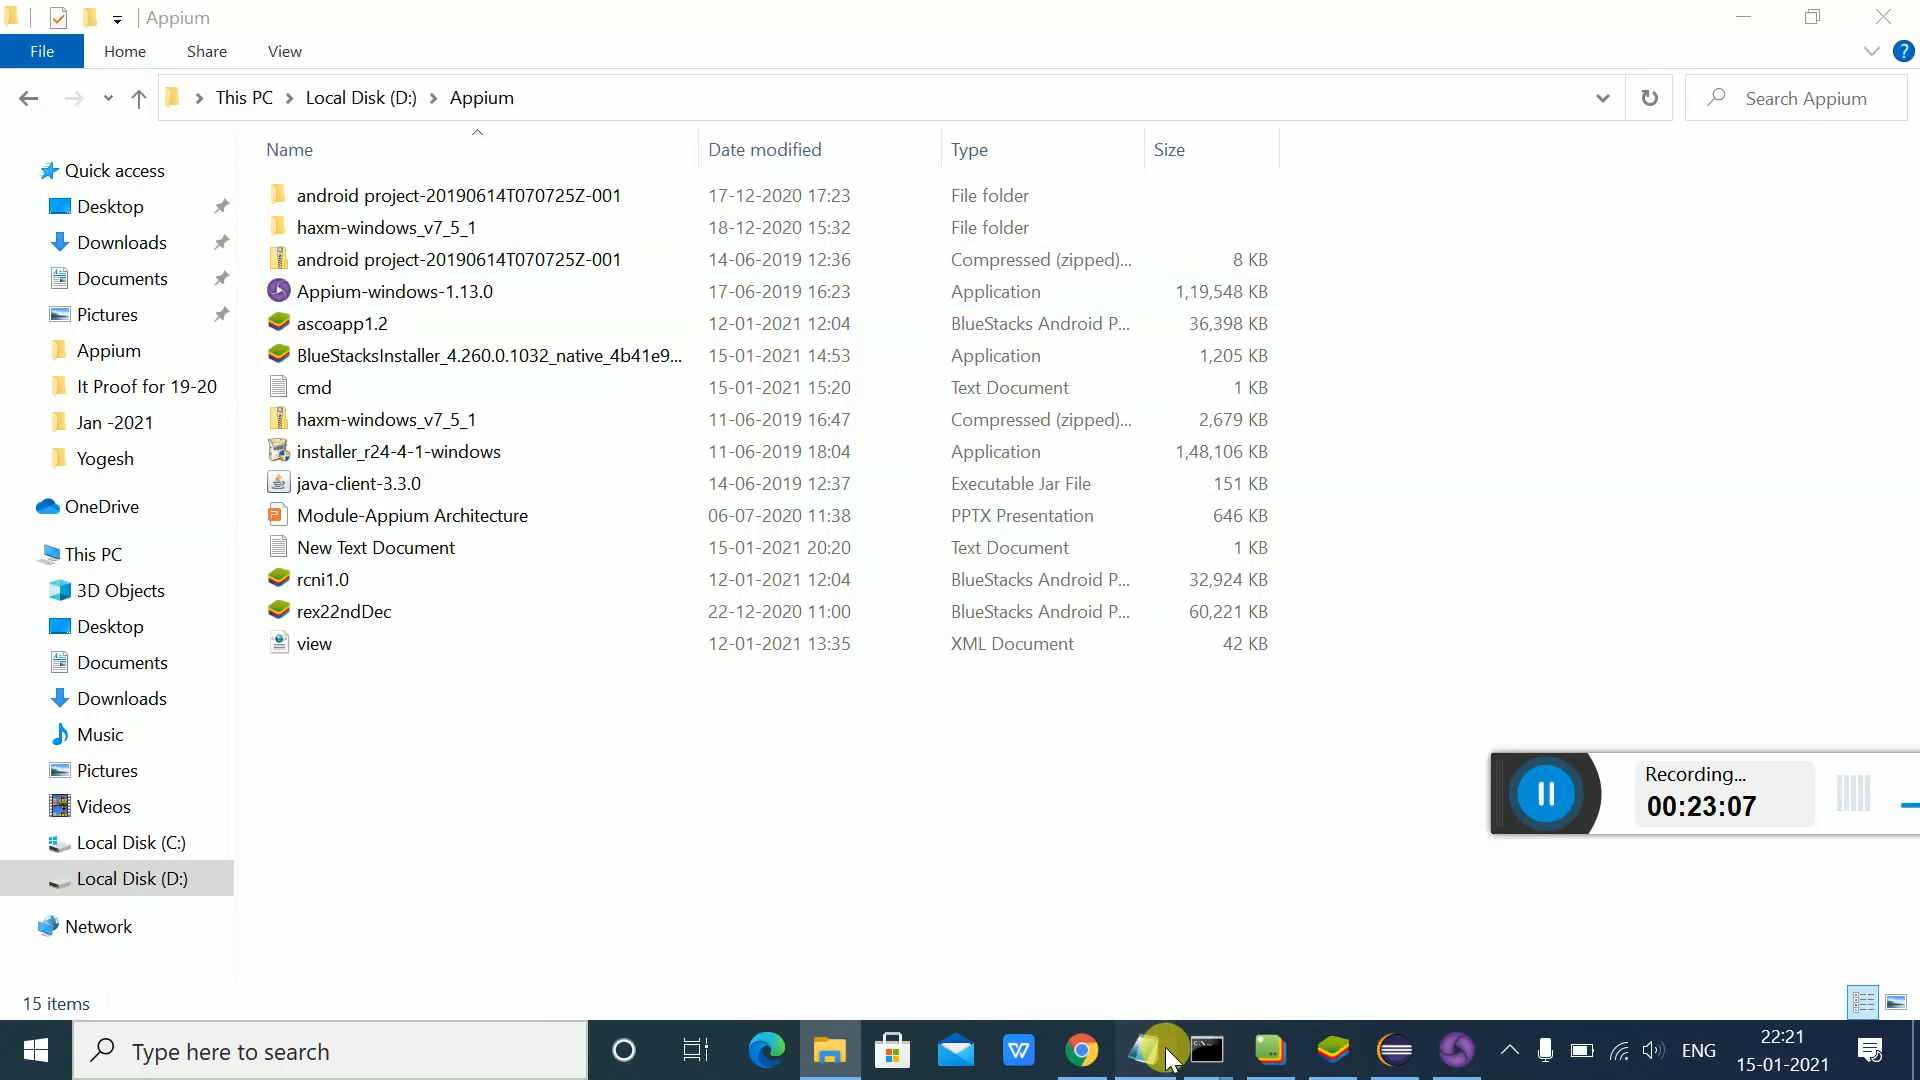 Appium
File Home Share View
This PC Local Disk (D:) Appium Search Appium
Name Date modified Type Size
Quick access
Desktop
Downloads
Documents
Pictures
Appium
It Proof for 19-20
Jan -2021
Yogesh
OneDrive
This PC
3D Objects
Desktop
Documents
Downloads
Music
Pictures
Videos
Local Disk (C:)
Local Disk (D:)
Network
android project-20190614T070725Z-001 17-12-2020 17:23 File folder
haxm-windows_v7_5_1 18-12-2020 15:32 File folder
android project-20190614T070725Z-001 14-06-2019 12:36 Compressed (zipped)... 8 KB
Appium-windows-1.13.0 17-06-2019 16:23 Application 1,19,548 KB
ascoapp1.2 12-01-2021 12:04 BlueStacks Android P... 36,398 KB
BlueStacksInstaller_4.260.0.1032_native_4b41e9... 15-01-2021 14:53 Application 1,205 KB
cmd 15-01-2021 15:20 Text Document 1 KB
haxm-windows_v7_5_1 11-06-2019 16:47 Compressed (zipped)... 2,679 KB
installer_r24-4-1-windows 11-06-2019 18:04 Application 1,48,106 KB
java-client-3.3.0 14-06-2019 12:37 Executable Jar File 151 KB
Module-Appium Architecture 06-07-2020 11:38 PPTX Presentation 646 KB
New Text Document 15-01-2021 20:20 Text Document 1 KB
rcni1.0 12-01-2021 12:04 BlueStacks Android P... 32,924 KB
rex22ndDec 22-12-2020 11:00 BlueStacks Android P... 60,221 KB
view 12-01-2021 13:35 XML Document 42 KB
Recording...
00:23:07
15 items
Type here to search
ENG
22:21
15-01-2021